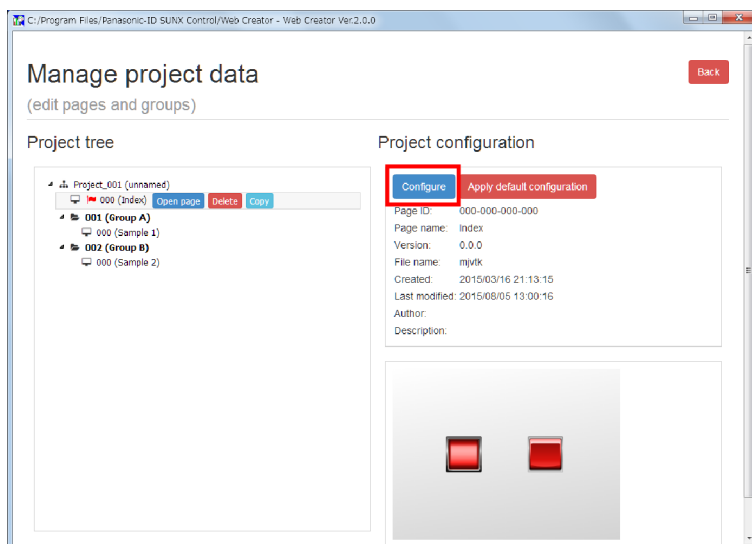 C:/Program Files/Panasonic-ID SUNX Control/Web Creator - Web Creator Ver.2.0.0
Manage project data
Back
(edit pages and groups)
Project tree
Project_001 (unnamed)
000 (Index) Open page Delete Copy
001 (Group A)
000 (Sample 1)
002 (Group B)
000 (Sample 2)
Project configuration
Configure Apply default configuration
Page ID: 000-000-000-000
Page name: Index
Version: 0.0.0
File name: mjvtk
Created: 2015/03/16 21:13:15
Last modified: 2015/08/05 13:00:16
Author:
Description: